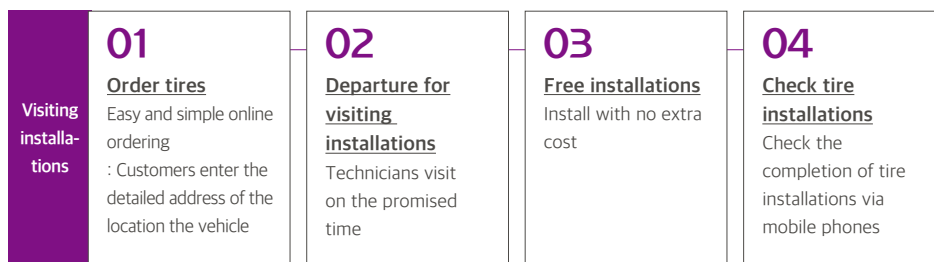 Visiting
installa-
tions
01
Order tires
Easy and simple online
ordering
: Customers enter the
detailed address of the
location the vehicle
02
Departure for
visiting
installations
Technicians visit
on the promised
time
03
Free installations
Install with no extra
cost
04
Check tire
installations
Check the
completion of tire
installations via
mobile phones